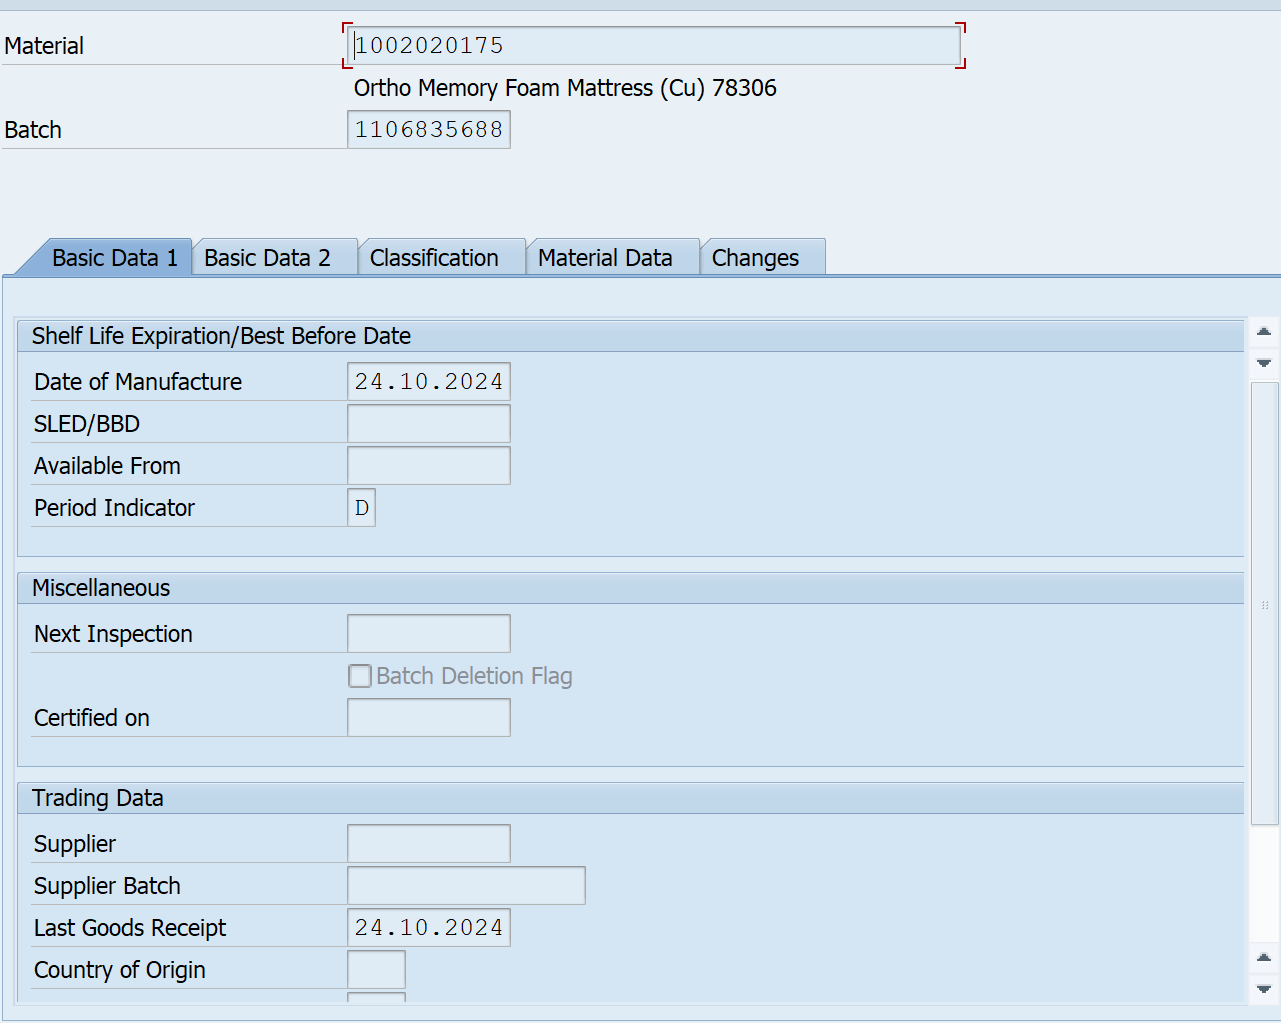 Material 1002020175
Ortho Memory Foam Mattress (Cu) 78306
Batch 1106835688
Basic Data 1 Basic Data 2 Classification Material Data Changes
Shelf Life Expiration/Best Before Date
Date of Manufacture 24.10.2024
SLED/BBD
Available From
Period Indicator D
Miscellaneous
Next Inspection
Batch Deletion Flag
Certified on
Trading Data
Supplier
Supplier Batch
Last Goods Receipt 24.10.2024
Country of Origin